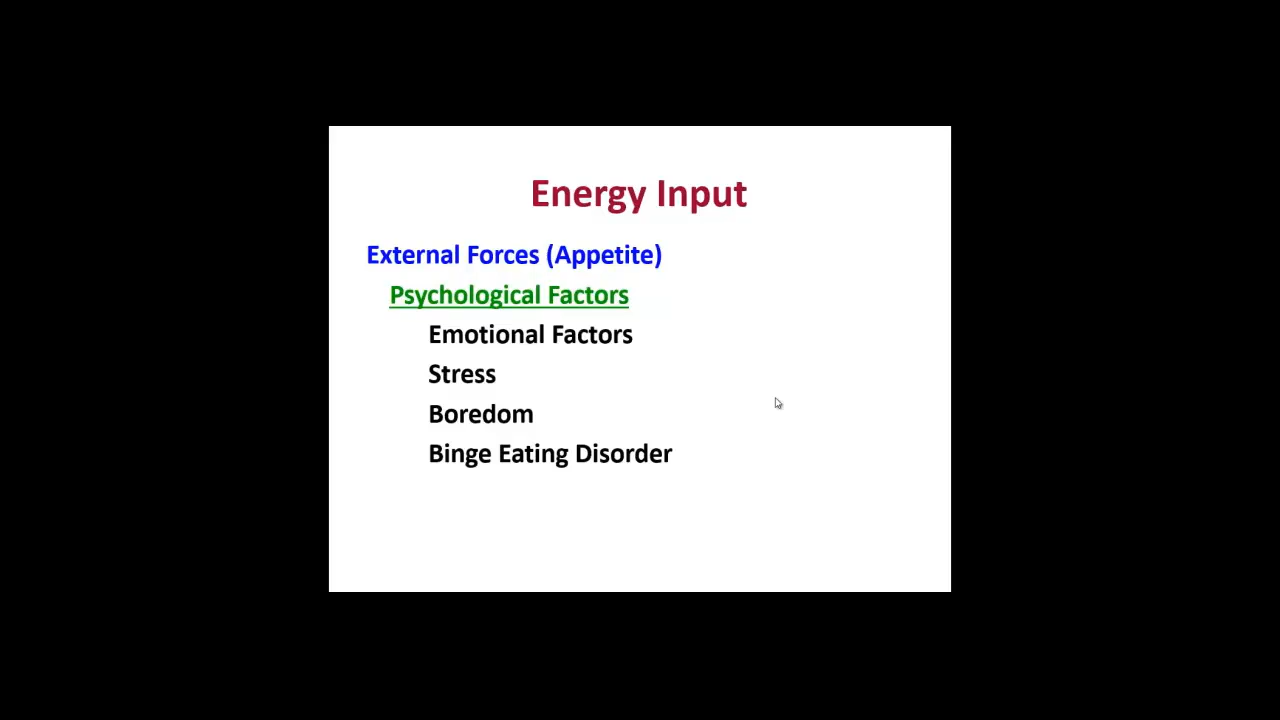 Energy Input
External Forces (Appetite)
Psychological Factors
Emotional Factors
Stress
Boredom
Binge Eating Disorder